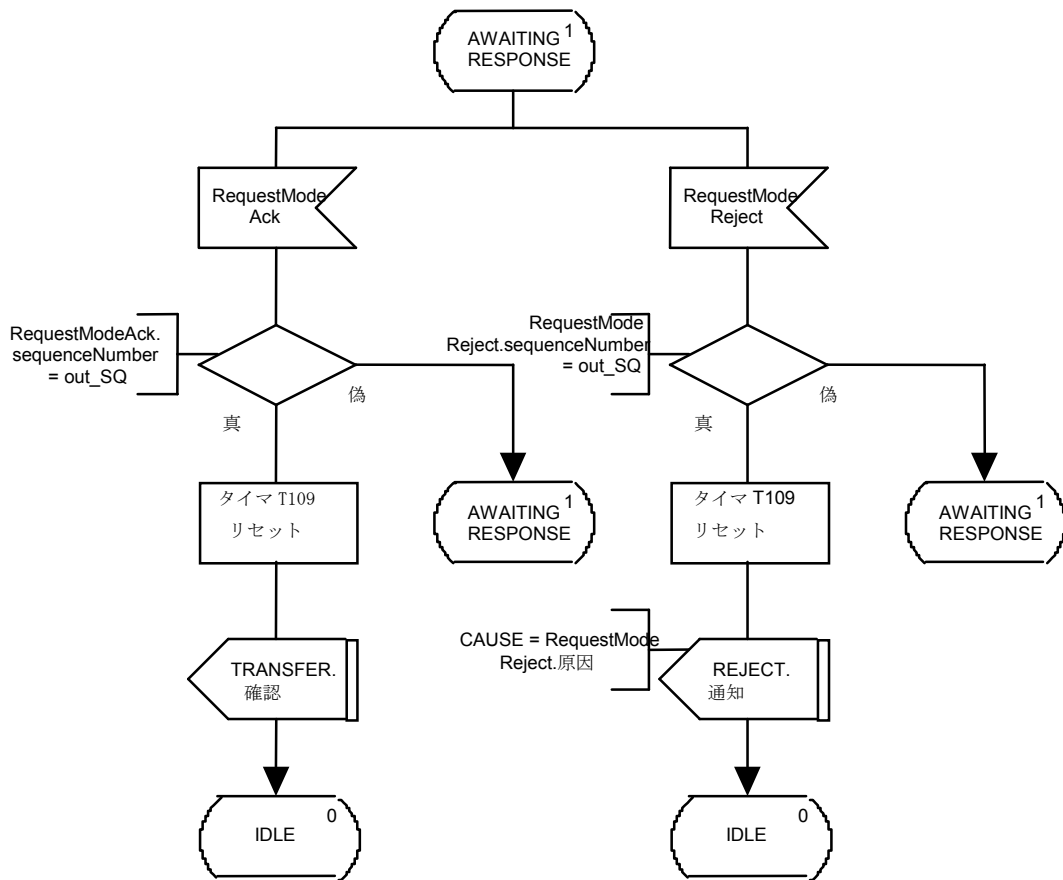 AWAITING 1
RESPONSE
RequestMode
Ack
RequestMode
Reject
RequestModeAck.
sequenceNumber
= out_SQ
真
偽
RequestMode
Reject.sequenceNumber
= out_SQ
真
偽
タイマ T109
リセット
AWAITING 1
RESPONSE
タイマ T109
リセット
AWAITING 1
RESPONSE
TRANSFER.
確認
CAUSE = RequestMode
Reject.原因
REJECT.
通知
0
IDLE
0
IDLE